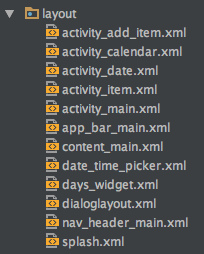 layout
activity_add_item.xml
activity_calendar.xml
activity_date.xml
activity_item.xml
activity_main.xml
app_bar_main.xml
content_main.xml
date_time_picker.xml
days_widget.xml
dialoglayout.xml
nav_header_main.xml
splash.xml